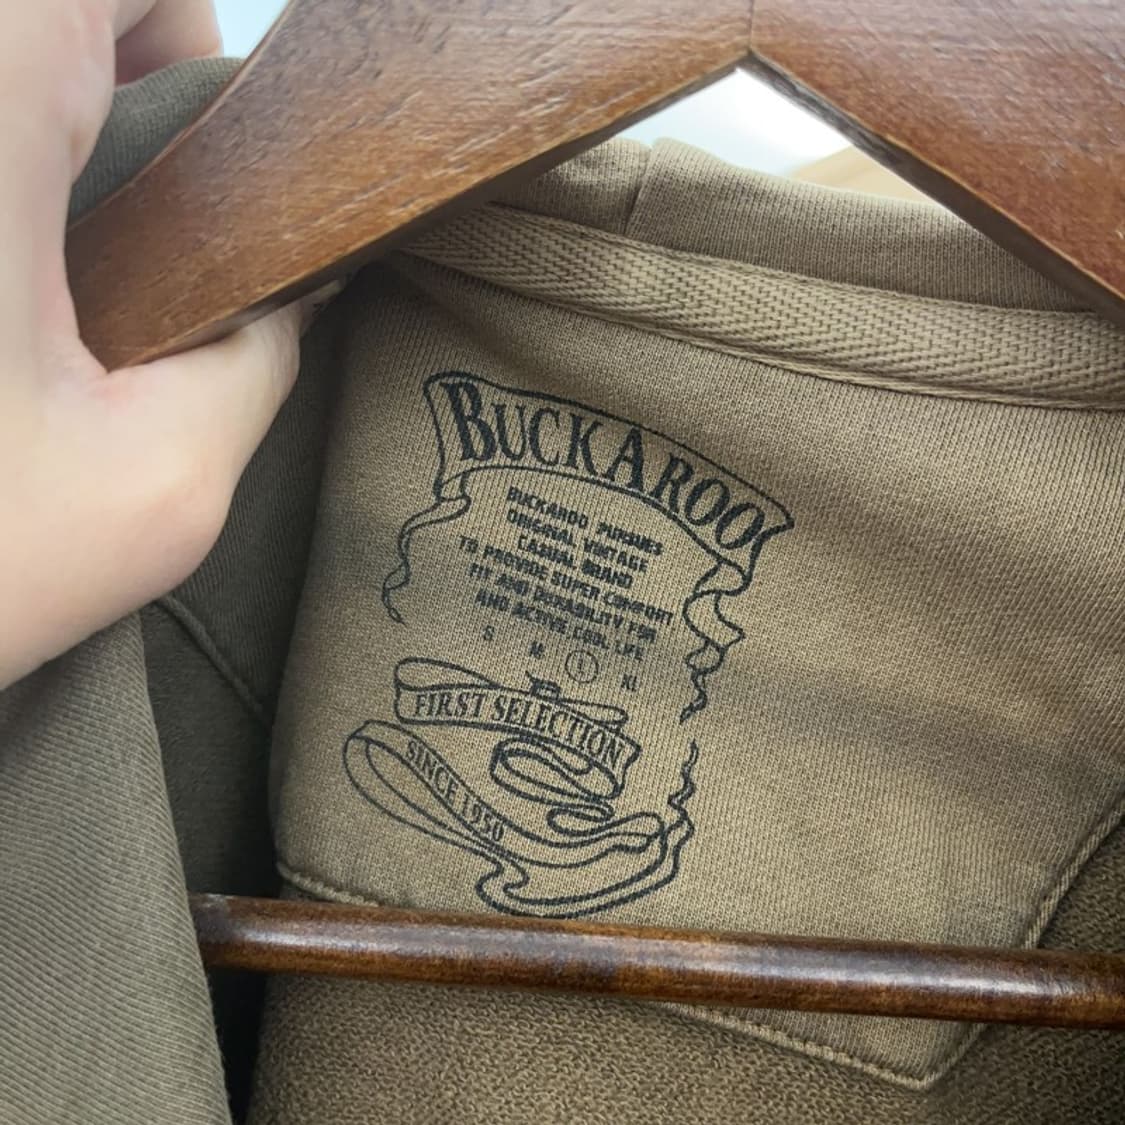 BUCKAROO
BUCKAROO PURSUES
ORIGINAL VINTAGE
CASUAL BRAND
TO PROVIDE SUPER COMFORT
FIT AND DURABILITY FOR
AND ACTIVE COOL LIFE
S M L XL
FIRST SELECTION
SINCE 1950